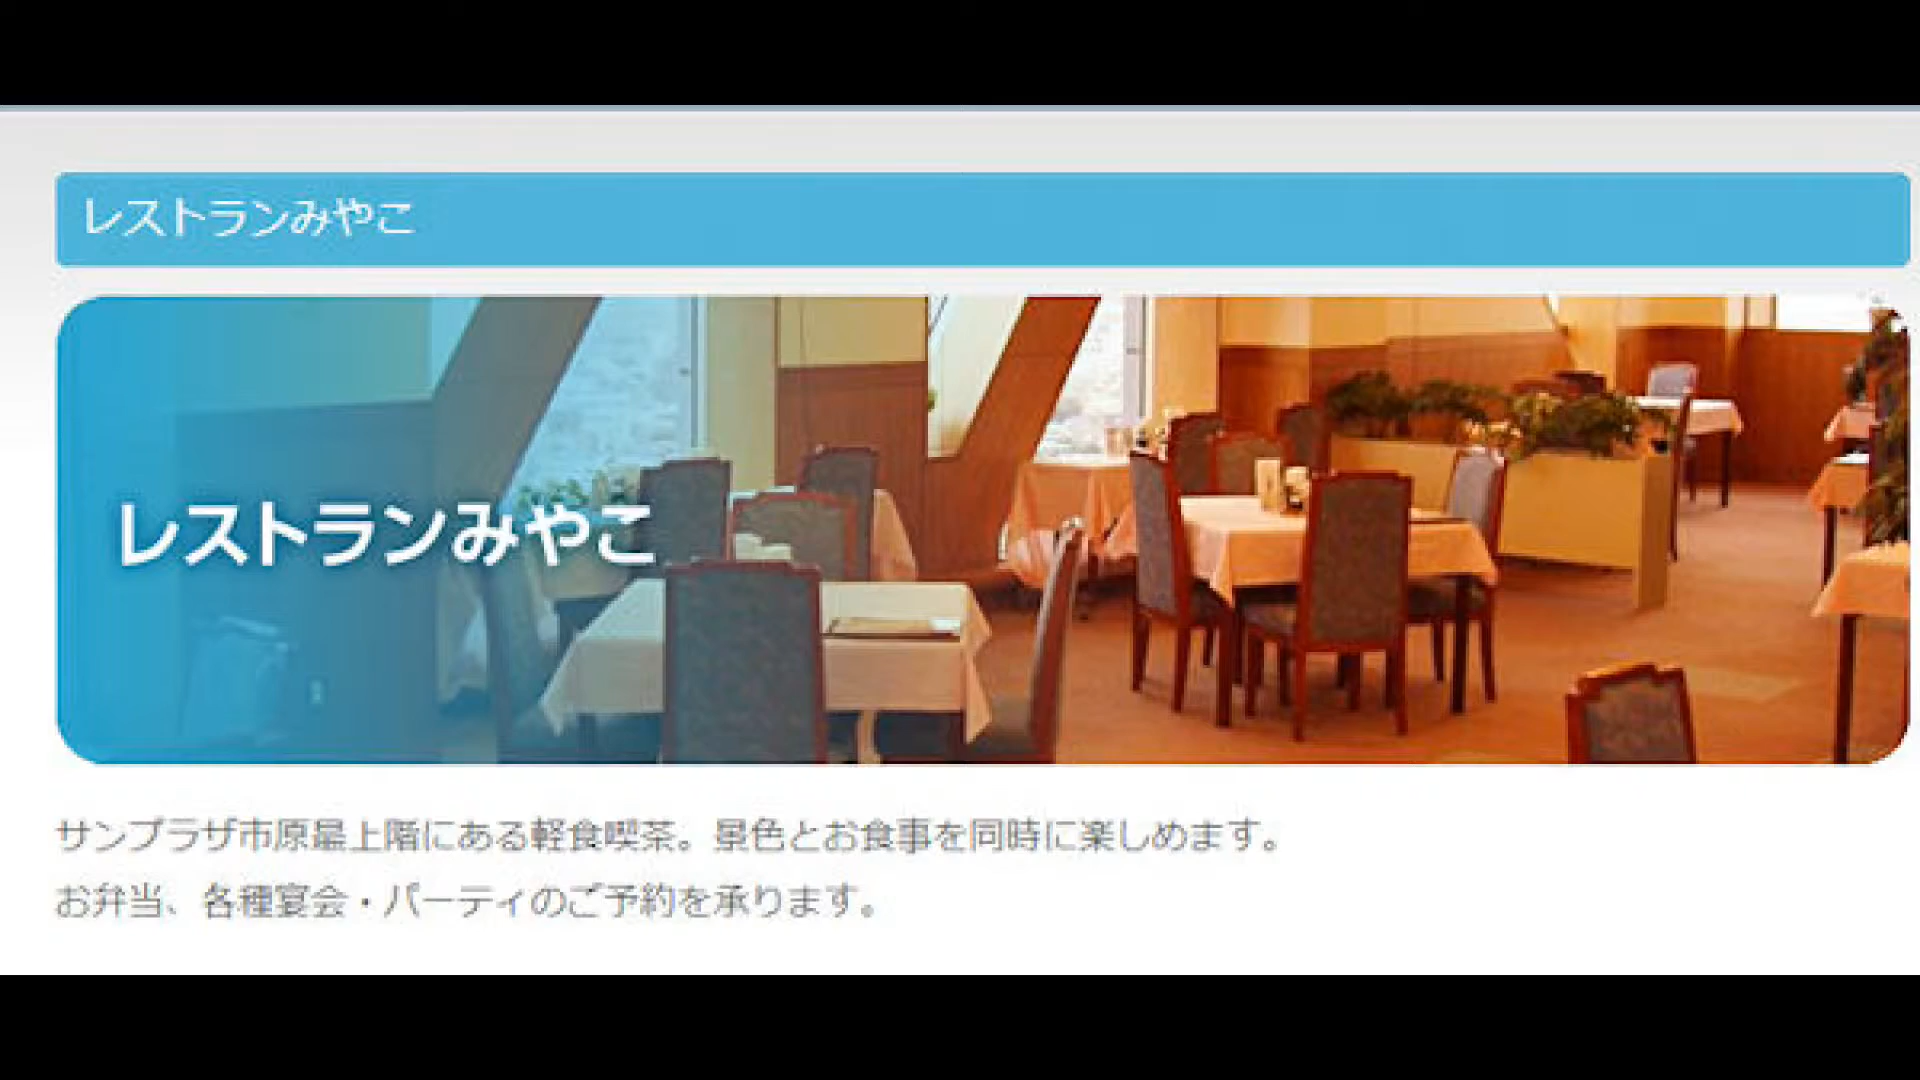 レストランみやこ
レストランみやこ
サンプラザ市原最上階にある軽食喫茶。景色とお食事を同時に楽しめます。
お弁当、各種宴会・パーティのご予約を承ります。